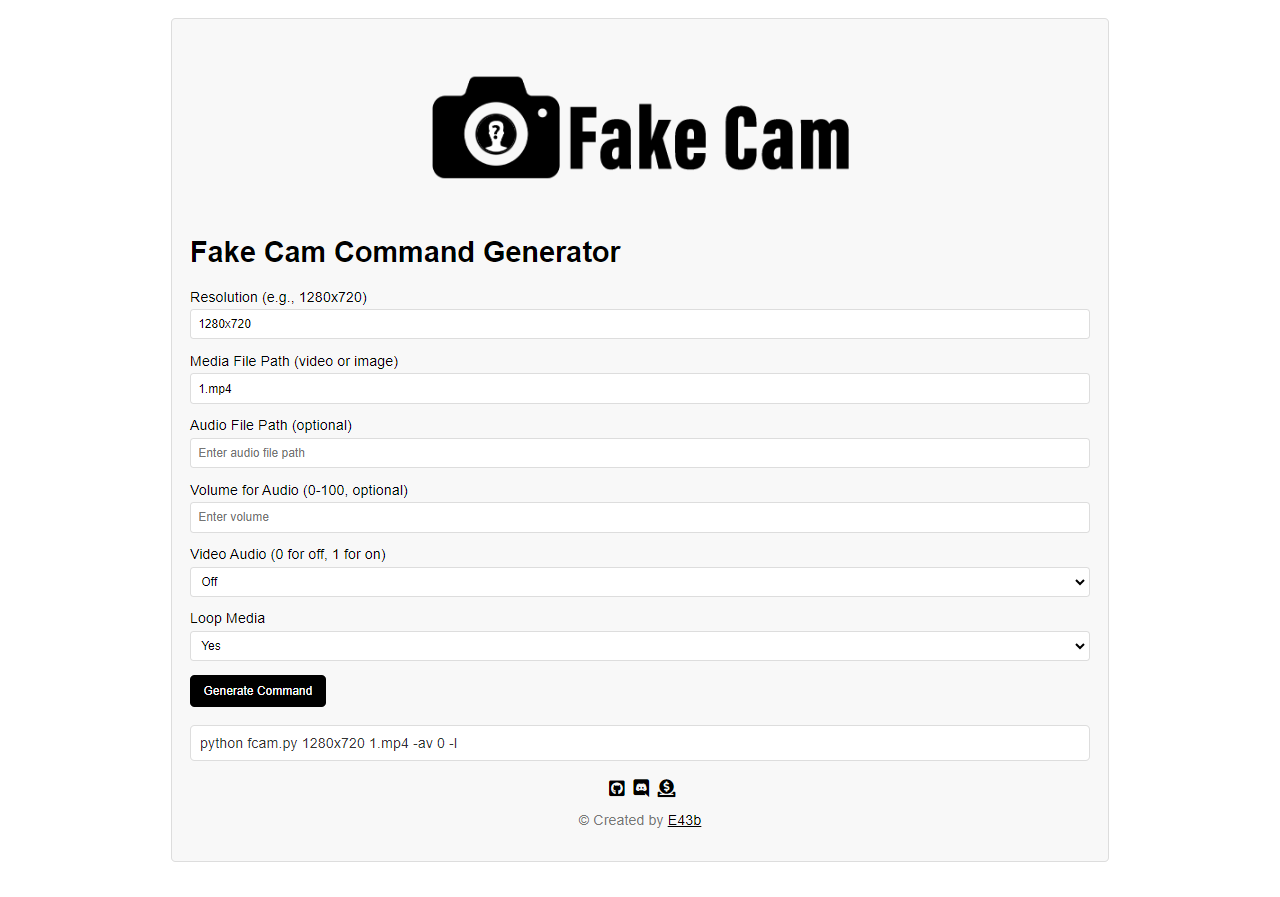 Fake Cam
Fake Cam Command Generator
Resolution (e.g., 1280x720)
1280x720
Media File Path (video or image)
1.mp4
Audio File Path (optional)
Enter audio file path
Volume for Audio (0-100, optional)
Enter volume
Video Audio (0 for off, 1 for on)
Off
Loop Media
Yes
Generate Command
python fcam.py 1280x720 1.mp4 -av 0 -l
© Created by E43b